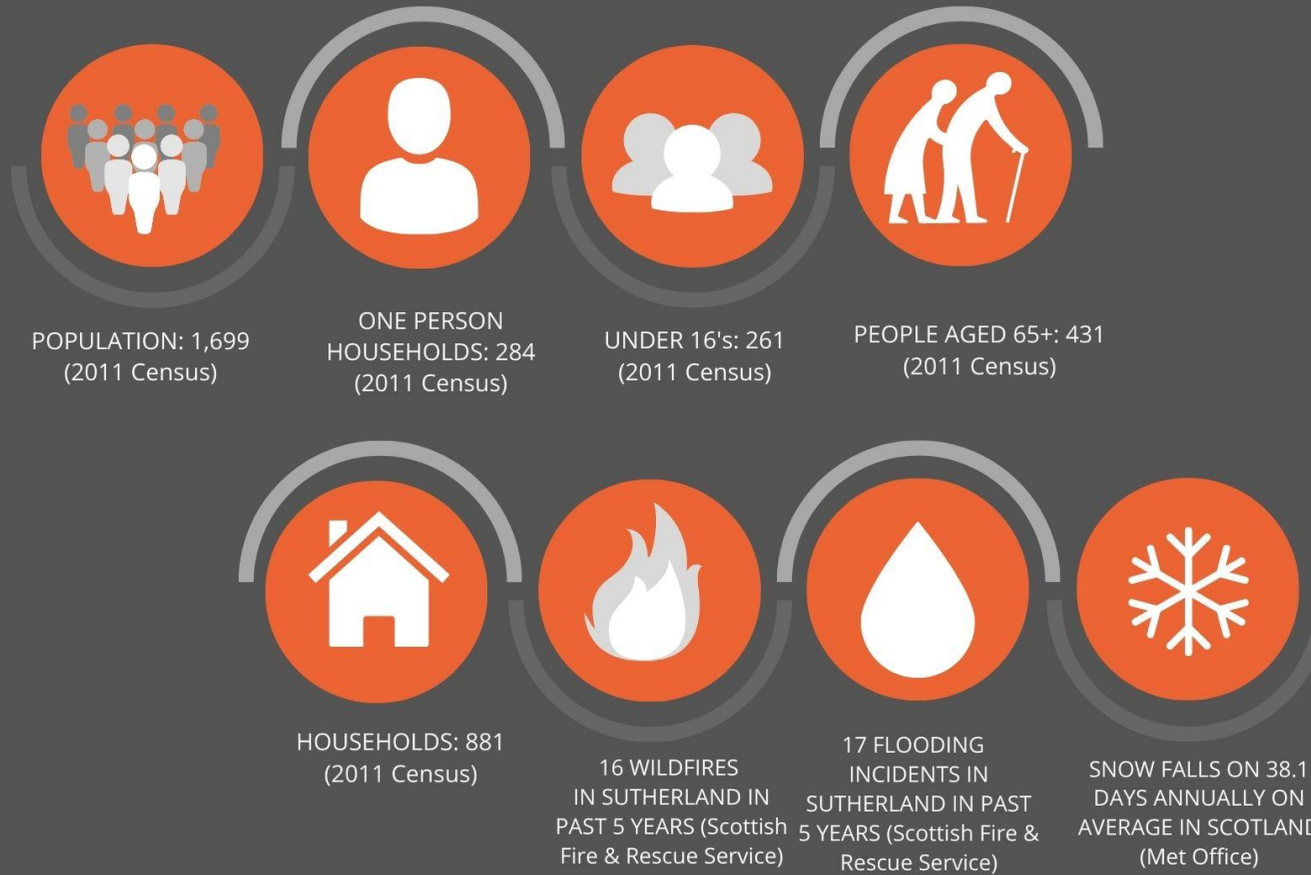 POPULATION: 1,699
(2011 Census)
ONE PERSON
HOUSEHOLDS: 284
(2011 Census)
UNDER 16's: 261
(2011 Census)
PEOPLE AGED 65+: 431
(2011 Census)
HOUSEHOLDS: 881
(2011 Census)
16 WILDFIRES
IN SUTHERLAND IN
PAST 5 YEARS (Scottish
Fire & Rescue Service)
17 FLOODING
INCIDENTS IN
SUTHERLAND IN PAST
5 YEARS (Scottish Fire &
Rescue Service)
SNOW FALLS ON 38.1
DAYS ANNUALLY ON
AVERAGE IN SCOTLAND
(Met Office)